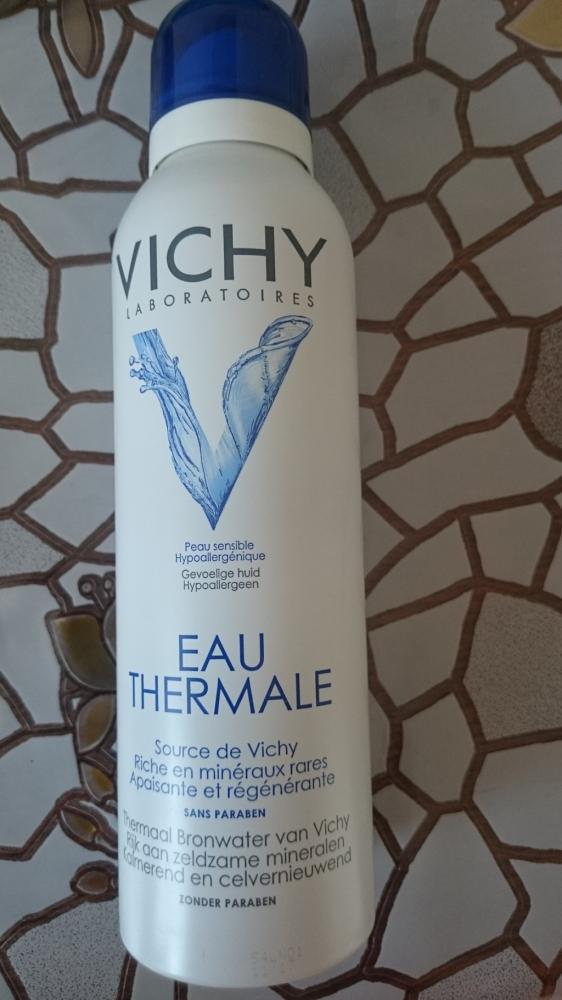 VICHY
LABORATOIRES
Peau sensible
Hypoallergénique
Gevoelige huid
Hypoallergeen
EAU
THERMALE
Source de Vichy
Riche en minéraux rares
Apaisante et régénérante
SANS PARABEN
Thermaal Bronwater van Vichy
Rijk aan zeldzame mineralen
Kalmerend en celvernieuwend
ZONDER PARABEN